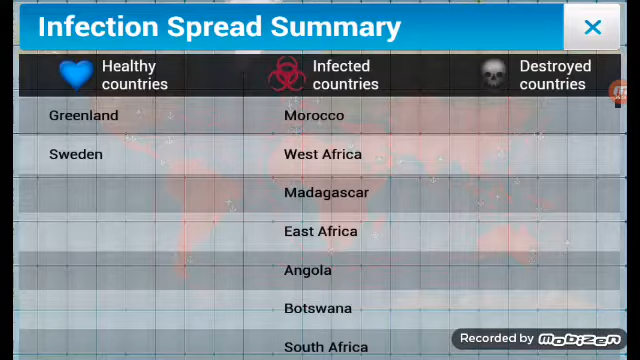 Infection Spread Summary
Healthy countries
Infected countries
Destroyed countries
Greenland
Morocco
Sweden
West Africa
Madagascar
East Africa
Angola
Botswana
South Africa
Recorded by Mobizen